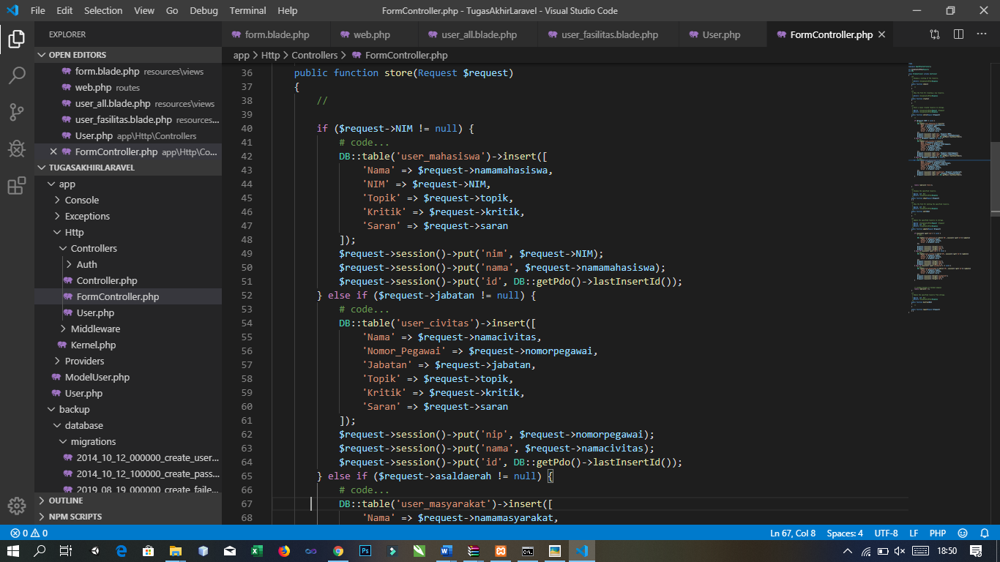 File Edit Selection View Go Debug Terminal Help FormController.php - TugasAkhirLaravel - Visual Studio Code
EXPLORER
OPEN EDITORS
form.blade.php resources\views
web.php routes
user_all.blade.php resources\views
user_fasilitas.blade.php resources...
User.php app\Http\Controllers
FormController.php app\Http\Co...
TUGASAKHIRLARAVEL
app
Console
Exceptions
Http
Controllers
Auth
Controller.php
FormController.php
User.php
Middleware
Kernel.php
Providers
ModelUser.php
User.php
backup
database
migrations
2014_10_12_000000_create_user...
2014_10_12_100000_create_pass...
2019_08_19_000000_create_faile...
OUTLINE
NPM SCRIPTS
form.blade.php web.php user_all.blade.php user_fasilitas.blade.php User.php FormController.php
app > Http > Controllers > FormController.php
36 public function store(Request $request)
37 {
38 //
39
40 if ($request->NIM != null) {
41 # code...
42 DB::table('user_mahasiswa')->insert([
43 'Nama' => $request->namamahasiswa,
44 'NIM' => $request->NIM,
45 'Topik' => $request->topik,
46 'Kritik' => $request->kritik,
47 'Saran' => $request->saran
48 ]);
49 $request->session()->put('nim', $request->NIM);
50 $request->session()->put('nama', $request->namamahasiswa);
51 $request->session()->put('id', DB::getPdo()->lastInsertId());
52 } else if ($request->jabatan != null) {
53 # code...
54 DB::table('user_civitas')->insert([
55 'Nama' => $request->namacivitas,
56 'Nomor_Pegawai' => $request->nomorpegawai,
57 'Jabatan' => $request->jabatan,
58 'Topik' => $request->topik,
59 'Kritik' => $request->kritik,
60 'Saran' => $request->saran
61 ]);
62 $request->session()->put('nip', $request->nomorpegawai);
63 $request->session()->put('nama', $request->namacivitas);
64 $request->session()->put('id', DB::getPdo()->lastInsertId());
65 } else if ($request->asaldaerah != null) {
66 # code...
67 DB::table('user_masyarakat')->insert([
68 'Nama' => $request->namamasyarakat,
0 0 Ln 67, Col 8 Spaces: 4 UTF-8 LF PHP
18:50